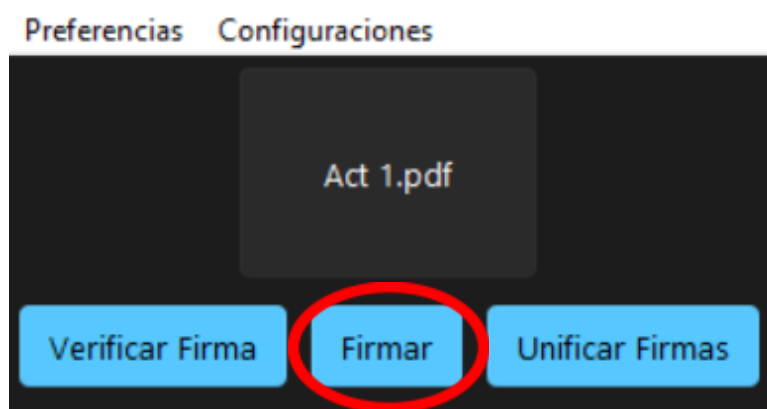 Preferencias Configuraciones
Act 1.pdf
Verificar Firma Firmar Unificar Firmas